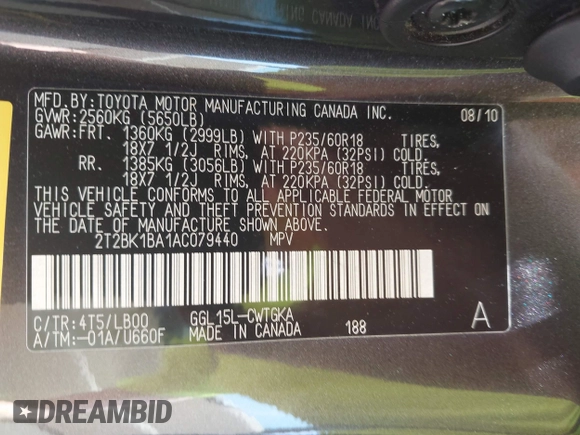 MFD.BY:TOYOTA MOTOR MANUFACTURING CANADA INC. 08/10
GVWR:2560KG (5650LB)
GAWR:FRT. 1360KG (2999LB) WITH P235/60R18 TIRES,
18X7 1/2J RIMS, AT 220KPA (32PSI) COLD.
RR. 1385KG (3056LB) WITH P235/60R18 TIRES,
18X7 1/2J RIMS, AT 220KPA (32PSI) COLD.
THIS VEHICLE CONFORMS TO ALL APPLICABLE FEDERAL MOTOR
VEHICLE SAFETY AND THEFT PREVENTION STANDARDS IN EFFECT ON
THE DATE OF MANUFACTURE SHOWN ABOVE.
2T2BK1BA1AC079440 MPV
C/TR:4T5/LB00 GGL15L-CWTGKA A
A/TM:-01A/U660F MADE IN CANADA 188
DREAMBID